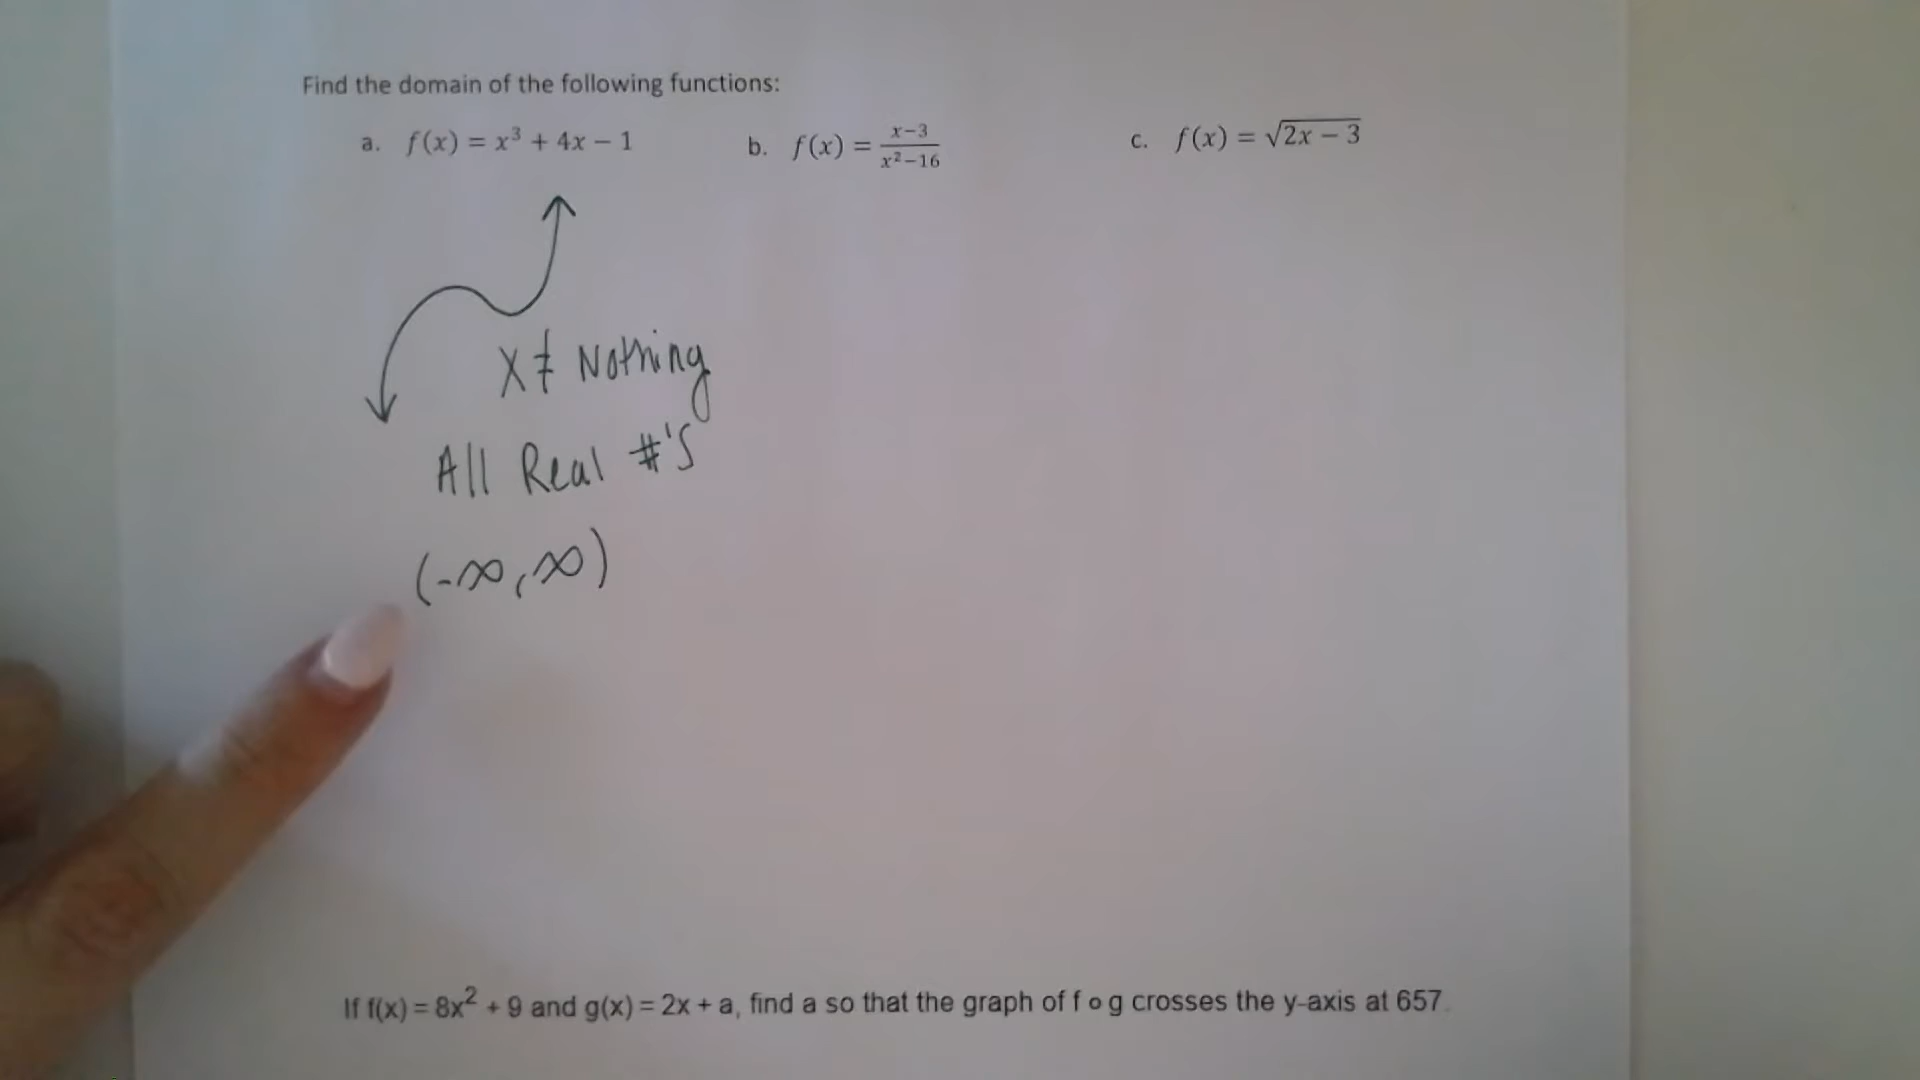 Find the domain of the following functions:
a. f(x) = x³ + 4x − 1
b. f(x) = x−3 / x²−16
c. f(x) = √2x − 3
X ≠ Nothing
All Real #'s
(-∞, ∞)
If f(x) = 8x² + 9 and g(x) = 2x + a, find a so that the graph of f ∘ g crosses the y-axis at 657.